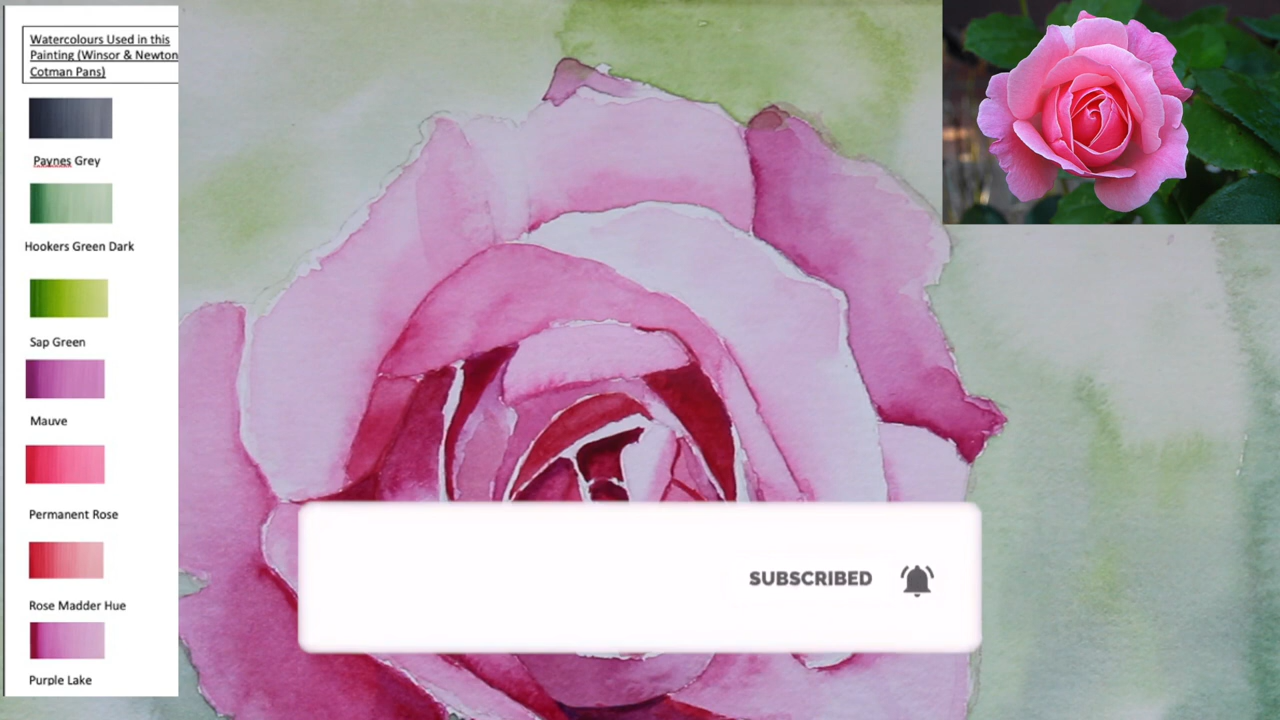 Watercolours Used in this
Painting (Winsor & Newton
Cotman Pans)
Paynes Grey
Hookers Green Dark
Sap Green
Mauve
Permanent Rose
Rose Madder Hue
Purple Lake
SUBSCRIBED